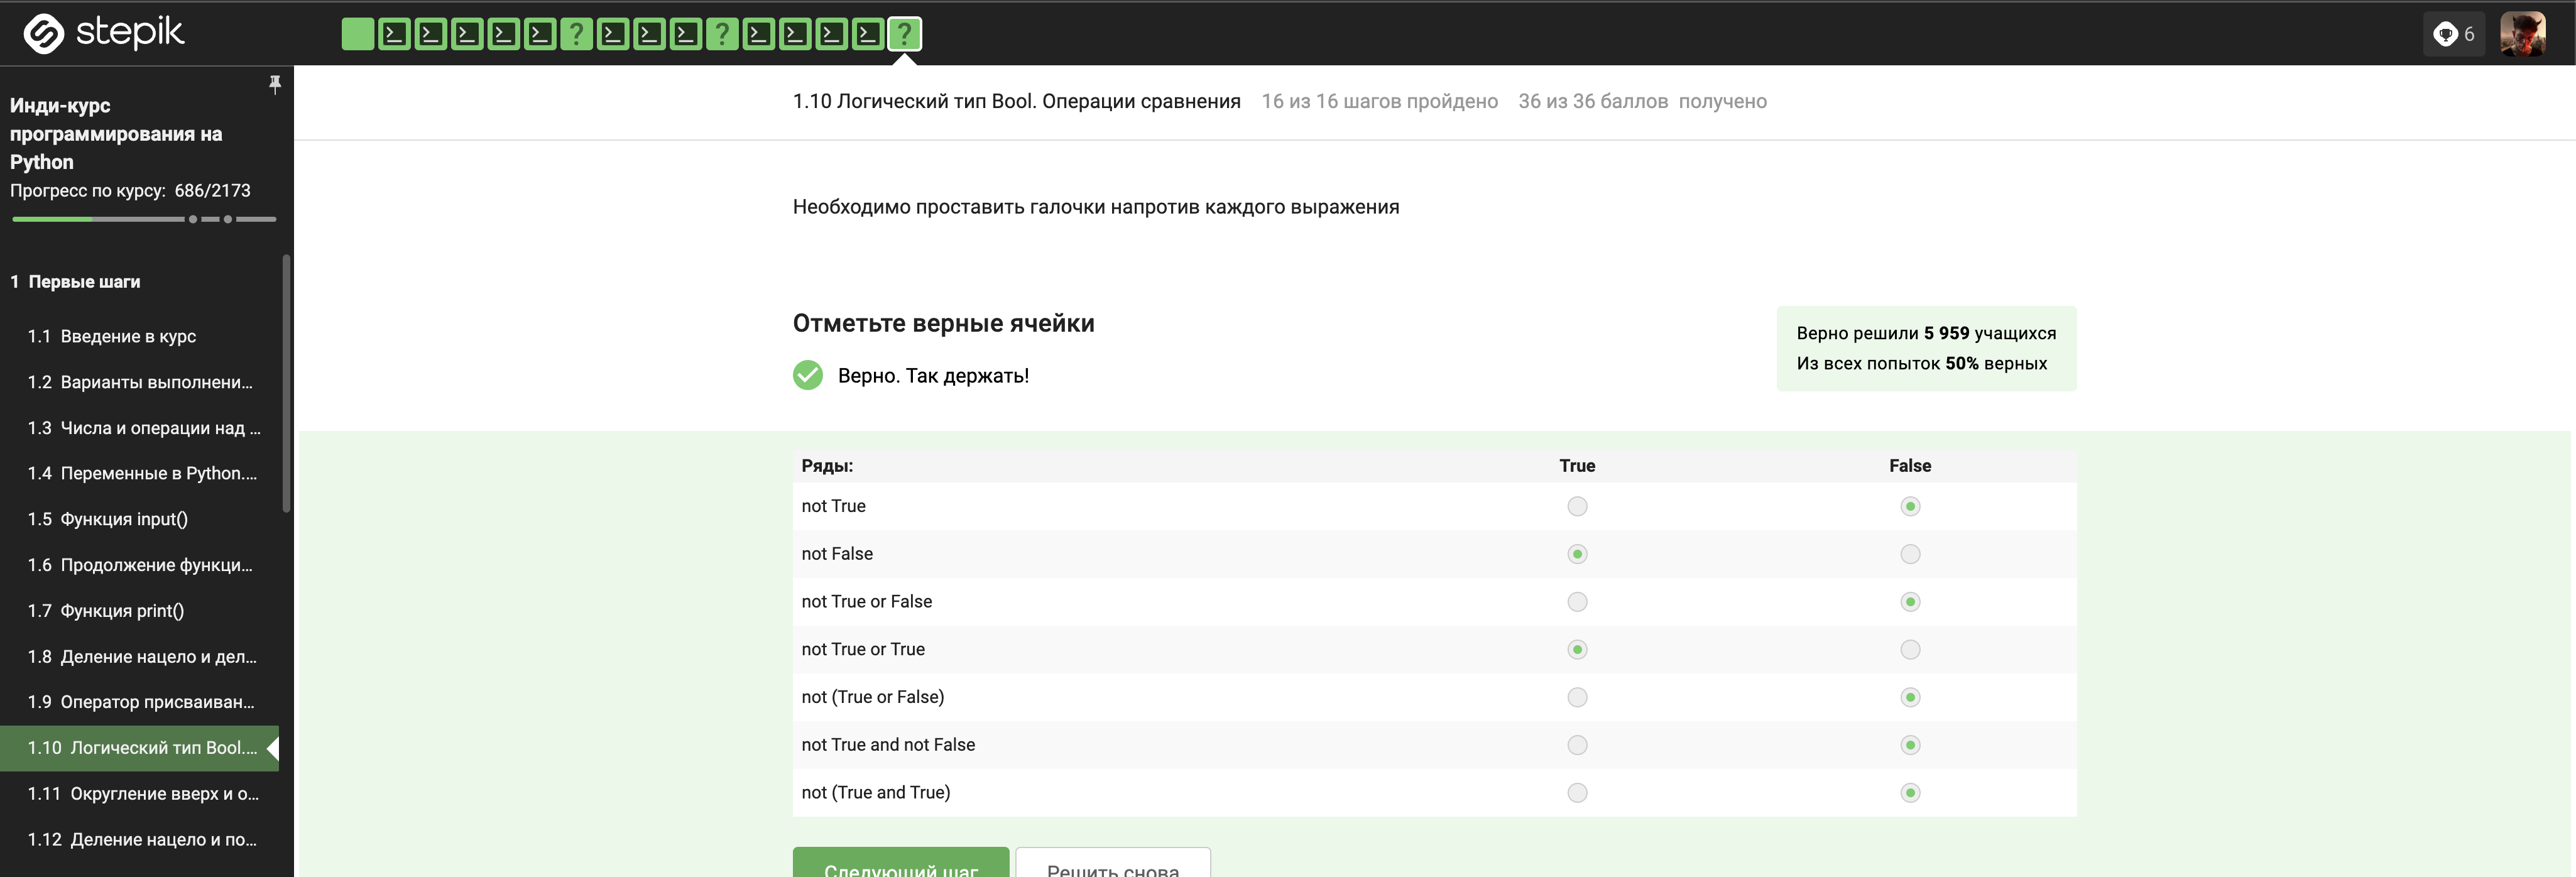 stepik
?
?
?
6
Инди-курс
программирования на
Python
Прогресс по курсу: 686/2173
1 Первые шаги
1.1 Введение в курс
1.2 Варианты выполнени...
1.3 Числа и операции над ...
1.4 Переменные в Python....
1.5 Функция input()
1.6 Продолжение функци...
1.7 Функция print()
1.8 Деление нацело и дел...
1.9 Оператор присваиван...
1.10 Логический тип Bool....
1.11 Округление вверх и о...
1.12 Деление нацело и по...
1.10 Логический тип Bool. Операции сравнения 16 из 16 шагов пройдено 36 из 36 баллов получено
Необходимо проставить галочки напротив каждого выражения
Отметьте верные ячейки
Верно. Так держать!
Верно решили 5 959 учащихся
Из всех попыток 50% верных
Ряды: True False
not True
not False
not True or False
not True or True
not (True or False)
not True and not False
not (True and True)
Следующий шаг Решить снова